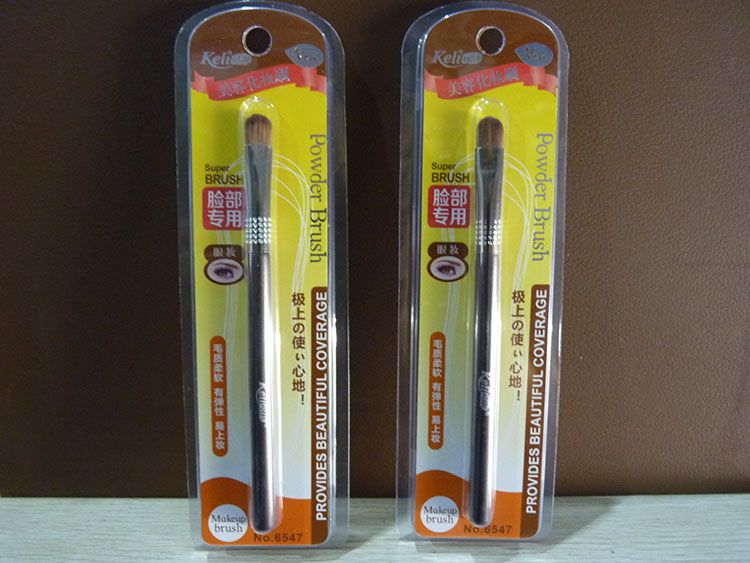 Keli
美容化妆刷
Super
BRUSH
脸部
专用
眼妆
Powder Brush
极上の使い心地！
毛质柔软 有弹性 易上妆
PROVIDES BEAUTIFUL COVERAGE
Makeup
brush
No.6547
Keli
美容化妆刷
Super
BRUSH
脸部
专用
眼妆
Powder Brush
极上の使い心地！
毛质柔软 有弹性 易上妆
PROVIDES BEAUTIFUL COVERAGE
Makeup
brush
No.6547